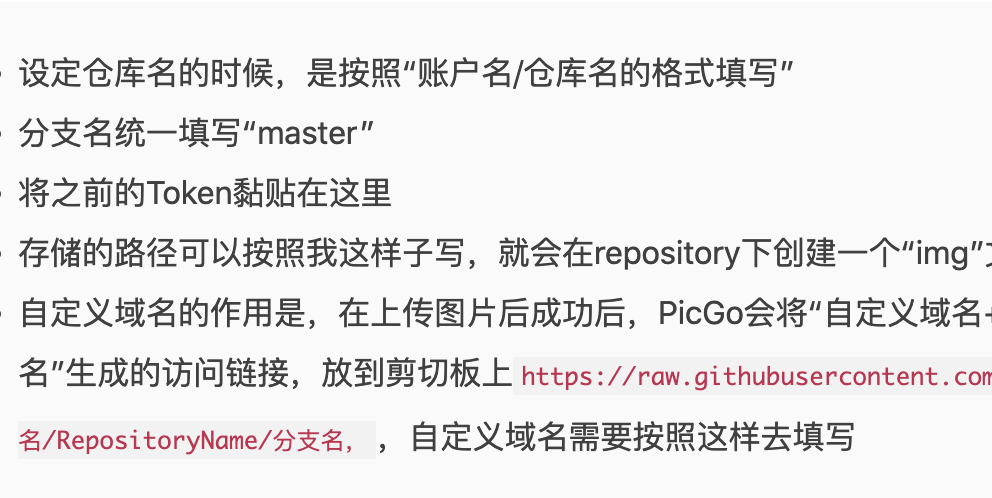 设定仓库名的时候，是按照“账户名/仓库名的格式填写”
分支名统一填写“master”
将之前的Token黏贴在这里
存储的路径可以按照我这样子写，就会在repository下创建一个“img”
自定义域名的作用是，在上传图片后成功后，PicGo会将“自定义域名+
名”生成的访问链接，放到剪切板上 https://raw.githubusercontent.com
名/RepositoryName/分支名， ，自定义域名需要按照这样去填写